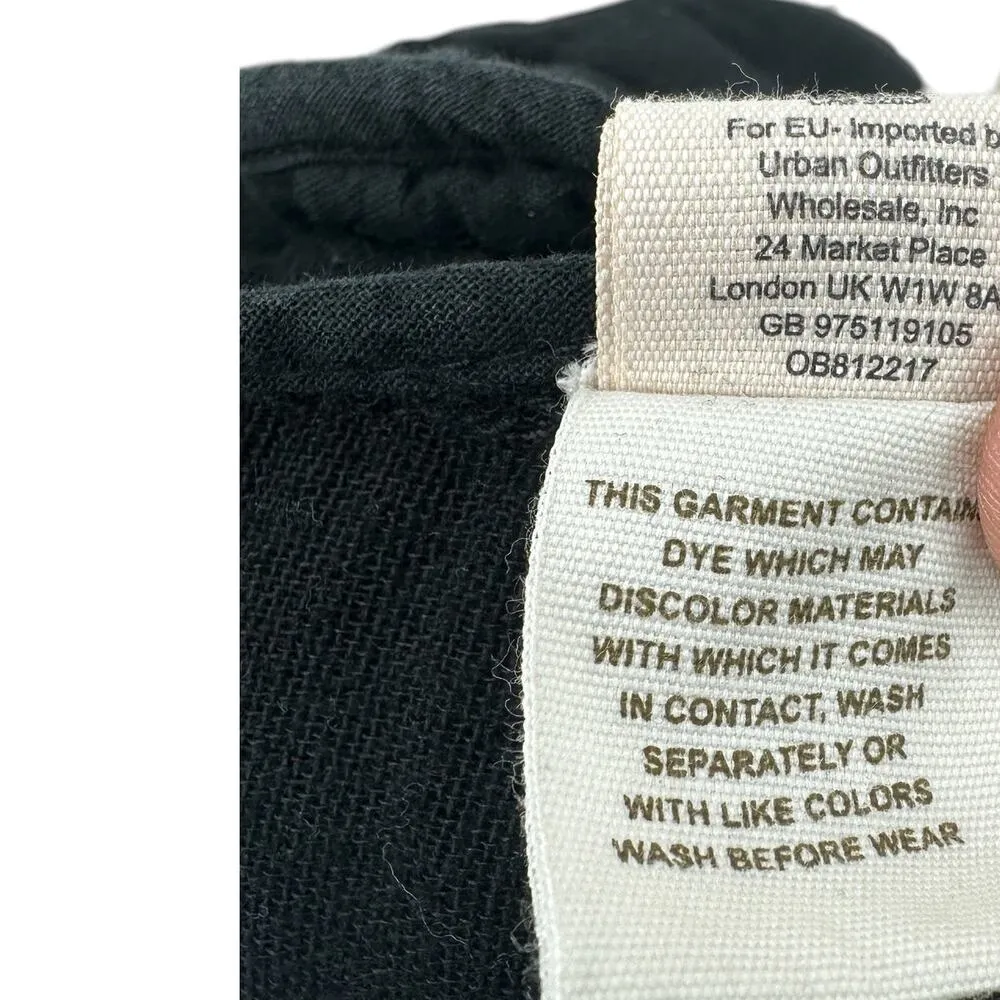 For EU- Imported b
Urban Outfitters
Wholesale, Inc
24 Market Place
London UK W1W 8A
GB 975119105
OB812217
THIS GARMENT CONTAIN
DYE WHICH MAY
DISCOLOR MATERIALS
WITH WHICH IT COMES
IN CONTACT, WASH
SEPARATELY OR
WITH LIKE COLORS
WASH BEFORE WEAR